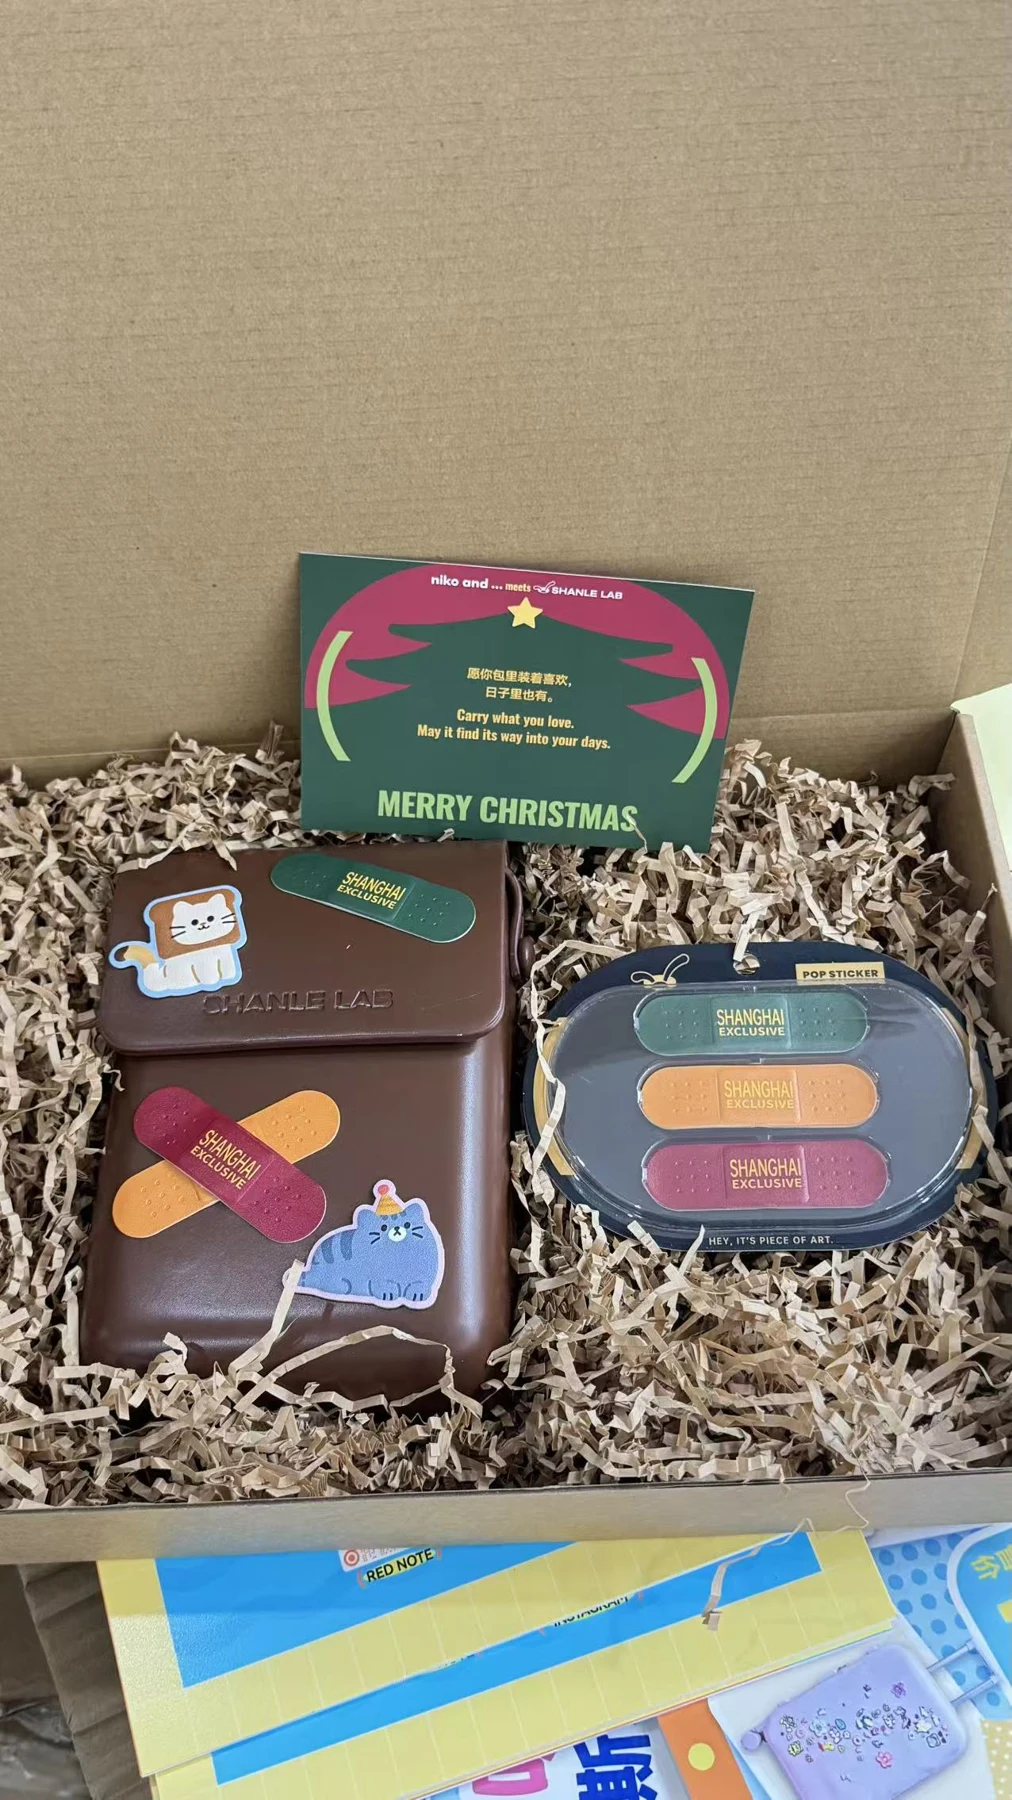 niko and ... meets SHANLE LAB
愿你包里装着喜欢，
日子里也有。
Carry what you love.
May it find its way into your days.
MERRY CHRISTMAS
SHANGHAI
EXCLUSIVE
SHANLE LAB
SHANGHAI
EXCLUSIVE
POP STICKER
SHANGHAI
EXCLUSIVE
SHANGHAI
EXCLUSIVE
SHANGHAI
EXCLUSIVE
HEY, IT'S PIECE OF ART.
RED NOTE
INSTAGRAM
斯